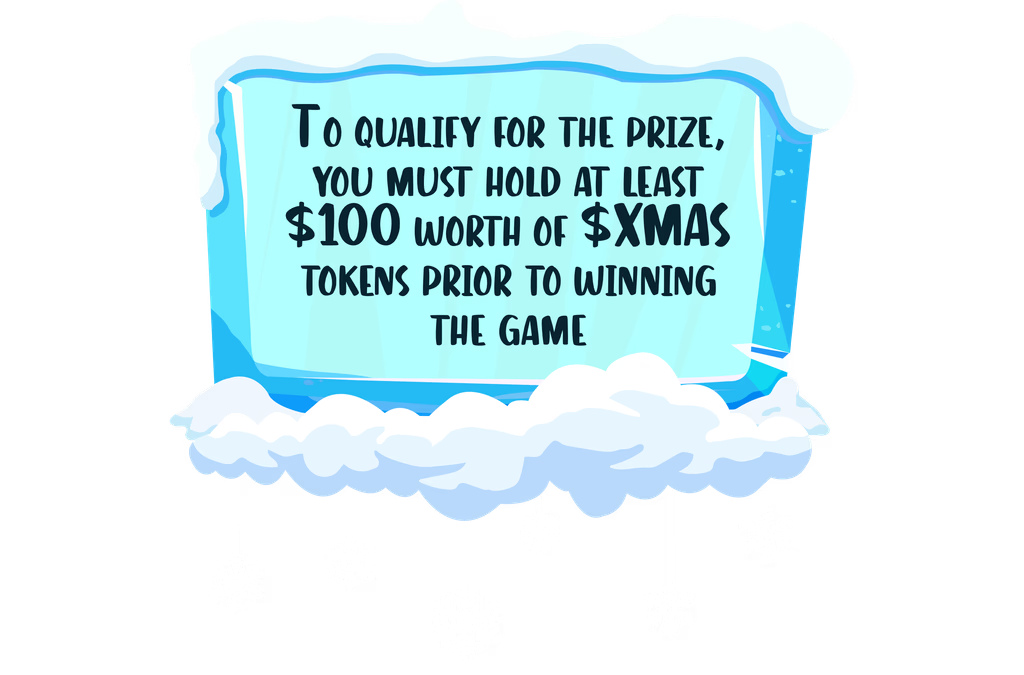 To QUALIFY FOR THE PRIZE,
YOU MUST HOLD AT LEAST
$100 WORTH OF $XMAS
TOKENS PRIOR TO WINNING
THE GAME